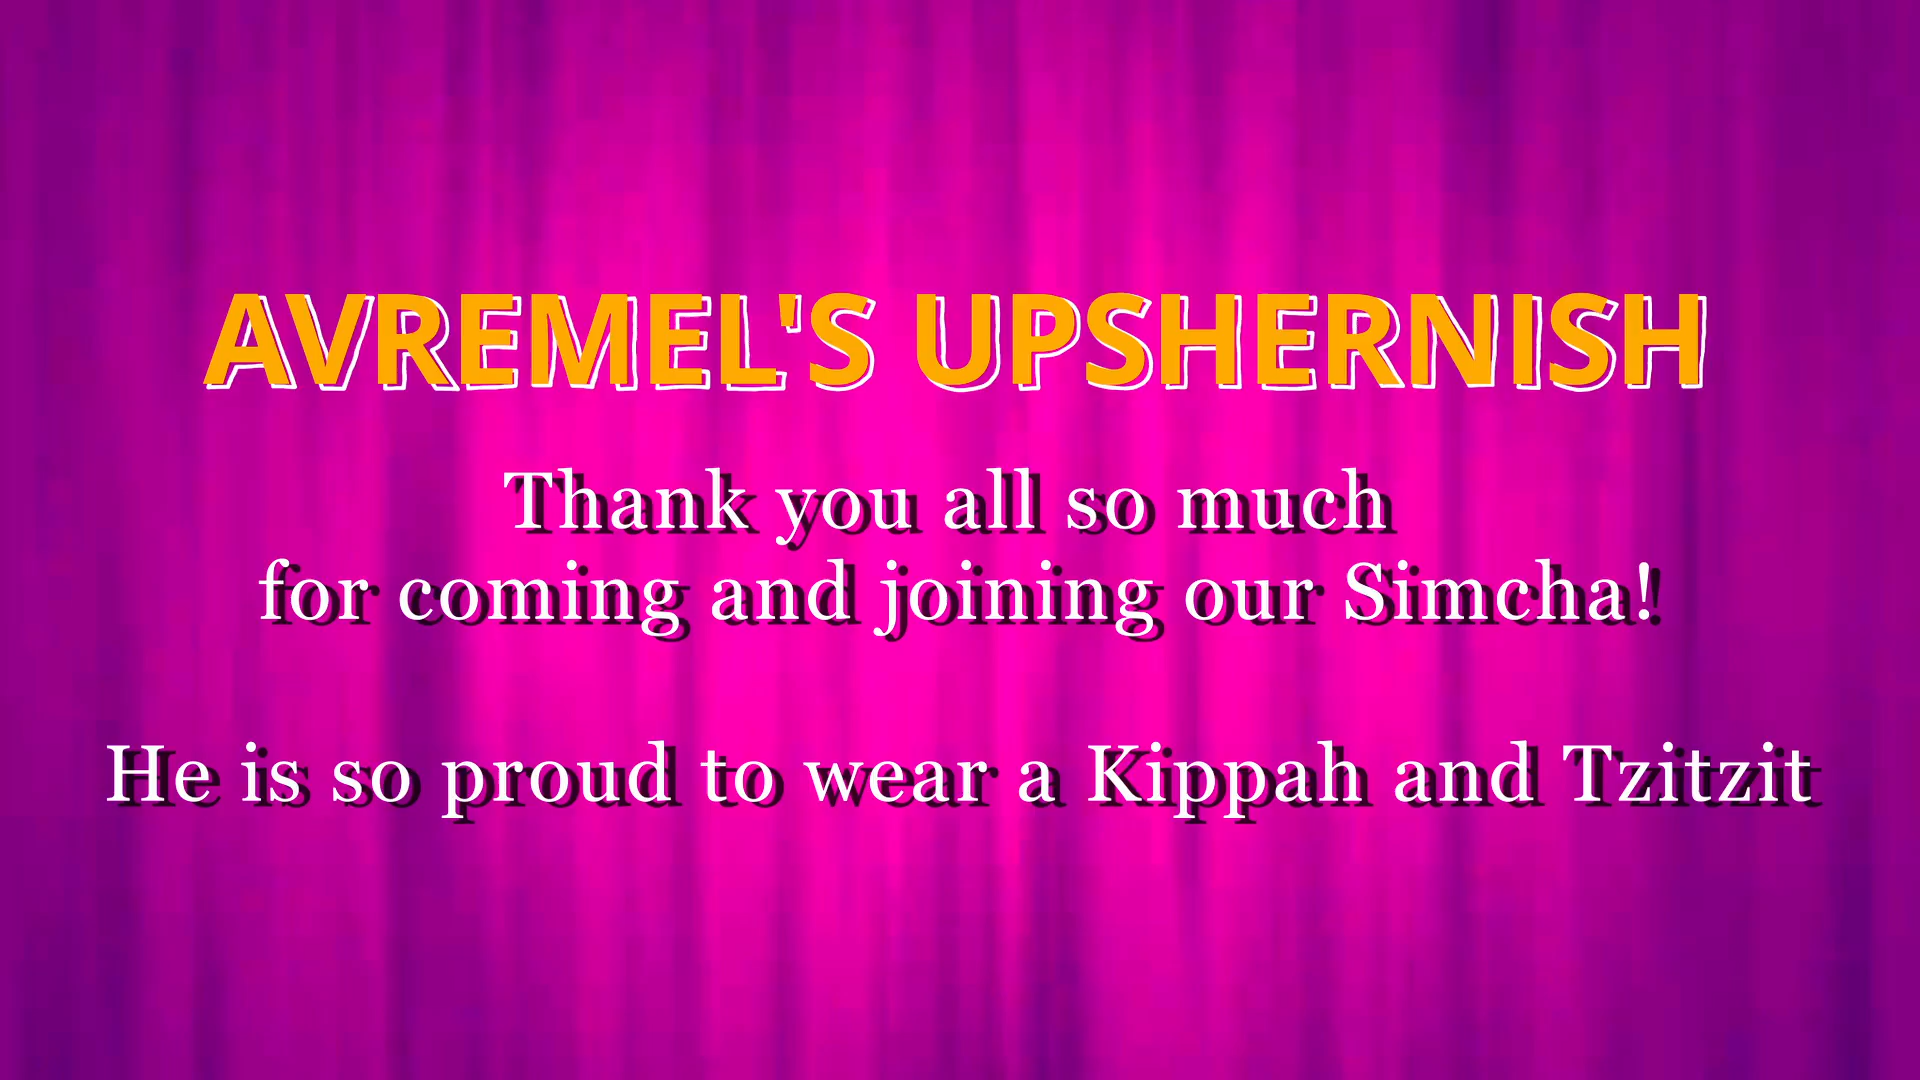 AVREMEL'S UPSHERNISH
Thank you all so much
for coming and joining our Simcha!
He is so proud to wear a Kippah and Tzitzit